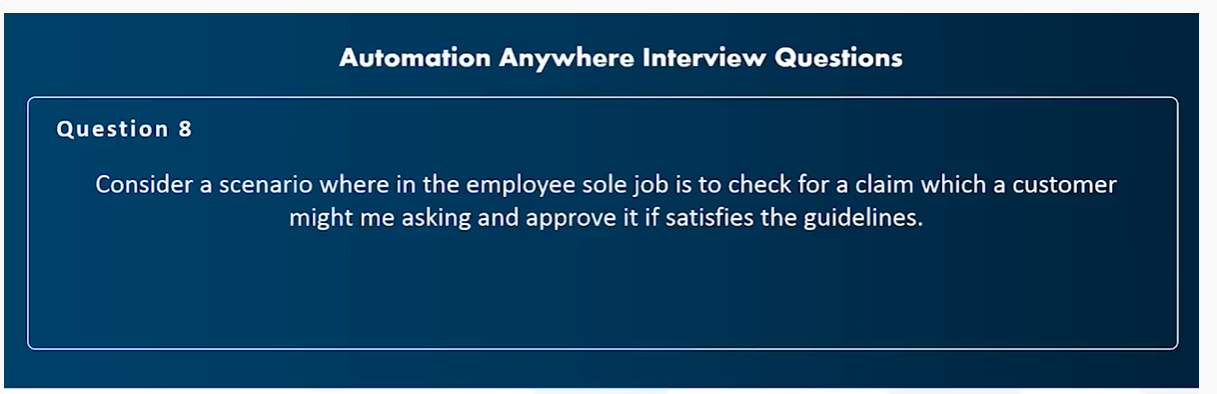 Automation Anywhere Interview Questions
Question 8
Consider a scenario where in the employee sole job is to check for a claim which a customer
might me asking and approve it if satisfies the guidelines.